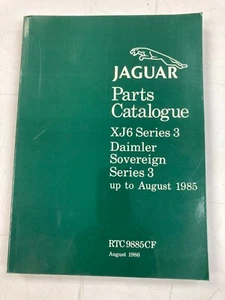 JAGUAR
Parts
Catalogue
XJ6 Series 3
Daimler
Sovereign
Series 3
up to August 1985
RTC9885CF
August 1986